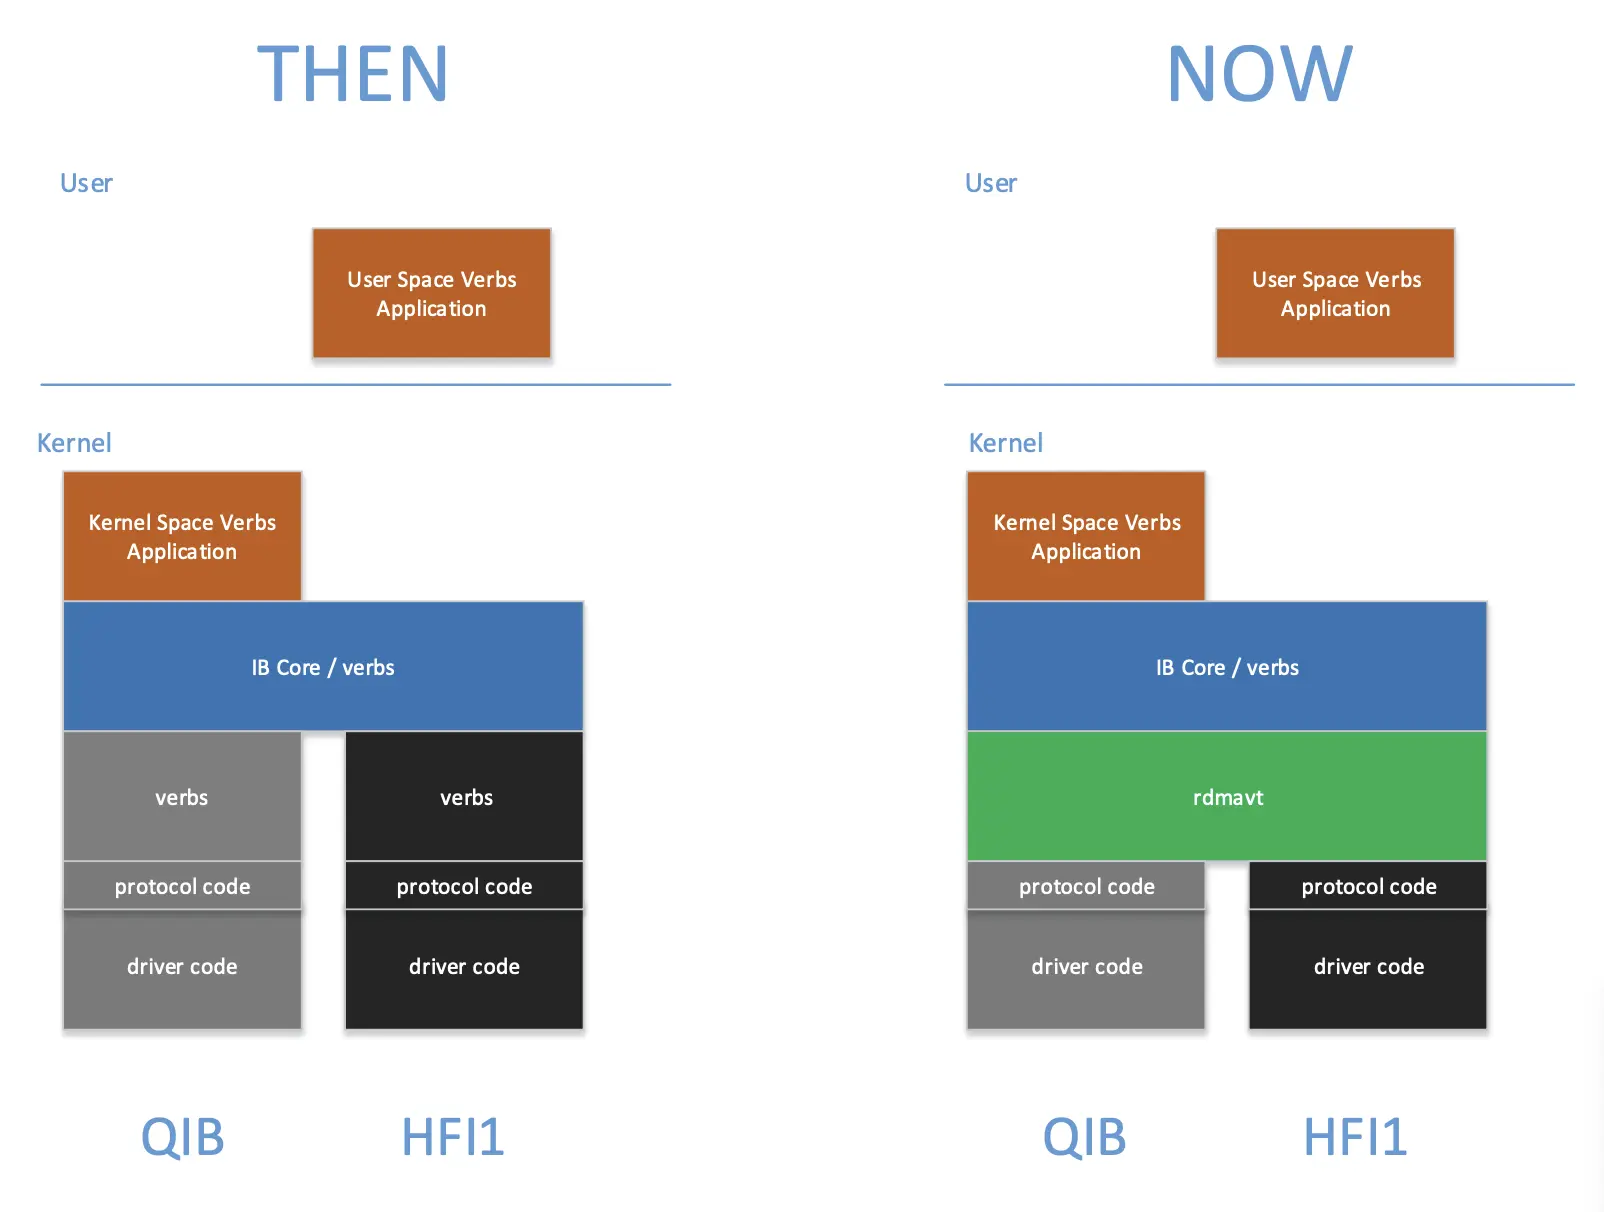 THEN
User
User Space Verbs
Application
Kernel
Kernel Space Verbs
Application
IB Core / verbs
verbs
verbs
protocol code
protocol code
driver code
driver code
QIB
HFI1
NOW
User
User Space Verbs
Application
Kernel
Kernel Space Verbs
Application
IB Core / verbs
rdmavt
protocol code
protocol code
driver code
driver code
QIB
HFI1